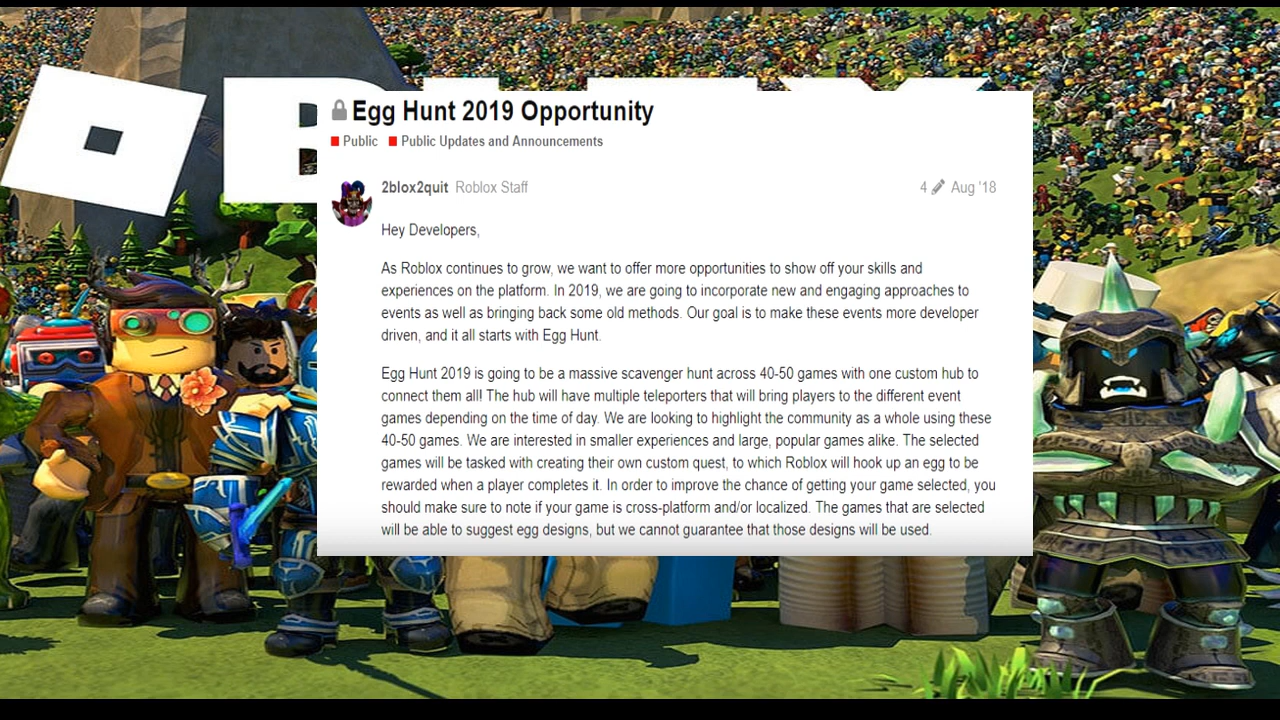 Egg Hunt 2019 Opportunity
Public Public Updates and Announcements
2blox2quit Roblox Staff 4 Aug '18
Hey Developers,
As Roblox continues to grow, we want to offer more opportunities to show off your skills and
experiences on the platform. In 2019, we are going to incorporate new and engaging approaches to
events as well as bringing back some old methods. Our goal is to make these events more developer
driven, and it all starts with Egg Hunt.
Egg Hunt 2019 is going to be a massive scavenger hunt across 40-50 games with one custom hub to
connect them all! The hub will have multiple teleporters that will bring players to the different event
games depending on the time of day. We are looking to highlight the community as a whole using these
40-50 games. We are interested in smaller experiences and large, popular games alike. The selected
games will be tasked with creating their own custom quest, to which Roblox will hook up an egg to be
rewarded when a player completes it. In order to improve the chance of getting your game selected, you
should make sure to note if your game is cross-platform and/or localized. The games that are selected
will be able to suggest egg designs, but we cannot guarantee that those designs will be used.